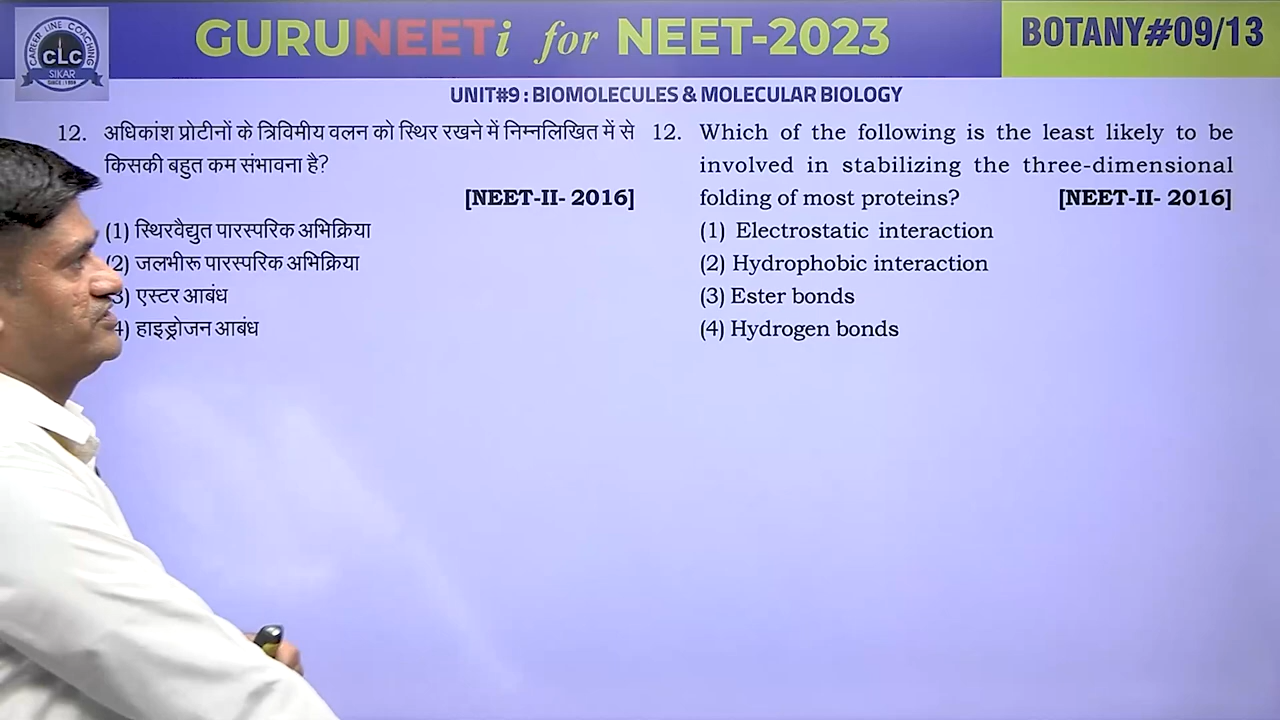 CAREER LINE COACHING
CLC
SIKAR
SINCE : 1996
GURUNEETi for NEET-2023
BOTANY#09/13
UNIT#9 : BIOMOLECULES & MOLECULAR BIOLOGY
12. अधिकांश प्रोटीनों के त्रिविमीय वलन को स्थिर रखने में निम्नलिखित में से
किसकी बहुत कम संभावना है?
[NEET-II- 2016]
(1) स्थिरवैद्युत पारस्परिक अभिक्रिया
2) जलभीरू पारस्परिक अभिक्रिया
3) एस्टर आबंध
4) हाइड्रोजन आबंध
12. Which of the following is the least likely to be
involved in stabilizing the three-dimensional
folding of most proteins? [NEET-II- 2016]
(1) Electrostatic interaction
(2) Hydrophobic interaction
(3) Ester bonds
(4) Hydrogen bonds